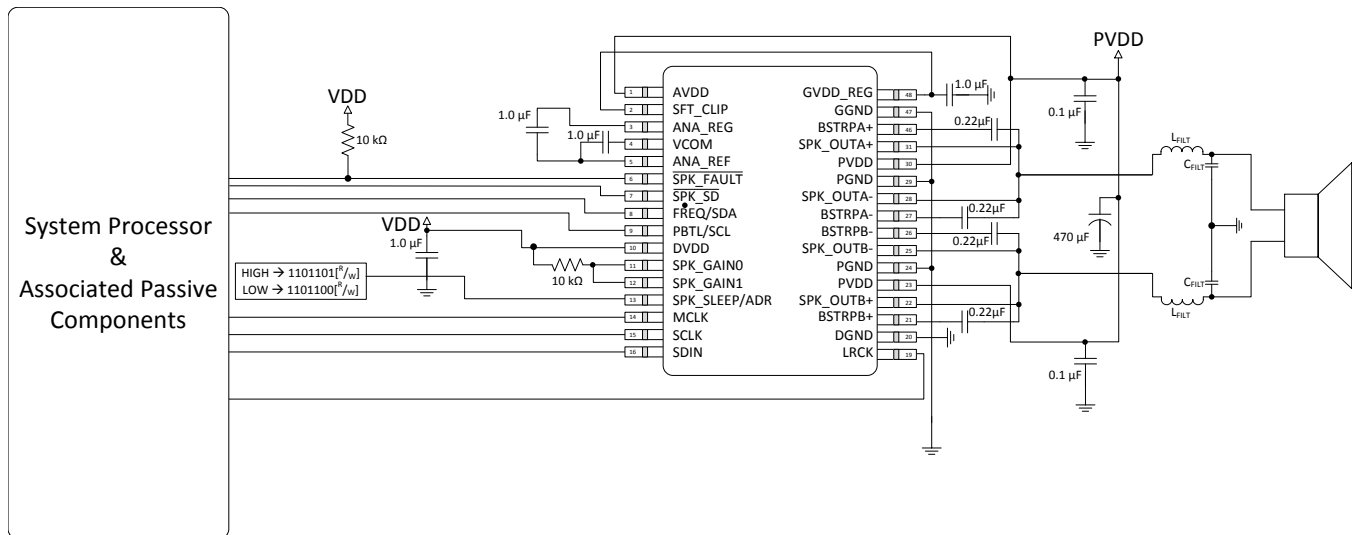 System Processor
&
Associated Passive
Components
VDD
10 kΩ
VDD
1.0 µF
HIGH → 1101101[R/W]
LOW → 1101100[R/W]
1.0 µF
1.0 µF
10 kΩ
1 AVDD
2 SFT_CLIP
3 ANA_REG
4 VCOM
5 ANA_REF
6 SPK_FAULT
7 SPK_SD
8 FREQ/SDA
9 PBTL/SCL
10 DVDD
11 SPK_GAIN0
12 SPK_GAIN1
13 SPK_SLEEP/ADR
14 MCLK
15 SCLK
16 SDIN
GVDD_REG 48
GGND 47
BSTRPA+ 46
SPK_OUTA+ 31
PVDD 30
PGND 29
SPK_OUTA- 28
BSTRPA- 27
BSTRPB- 26
SPK_OUTB- 25
PGND 24
PVDD 23
SPK_OUTB+ 22
BSTRPB+ 21
DGND 20
LRCK 19
1.0 µF
0.22µF
0.22µF
0.22µF
0.22µF
PVDD
0.1 µF
470 µF
0.1 µF
LFILT
CFILT
CFILT
LFILT